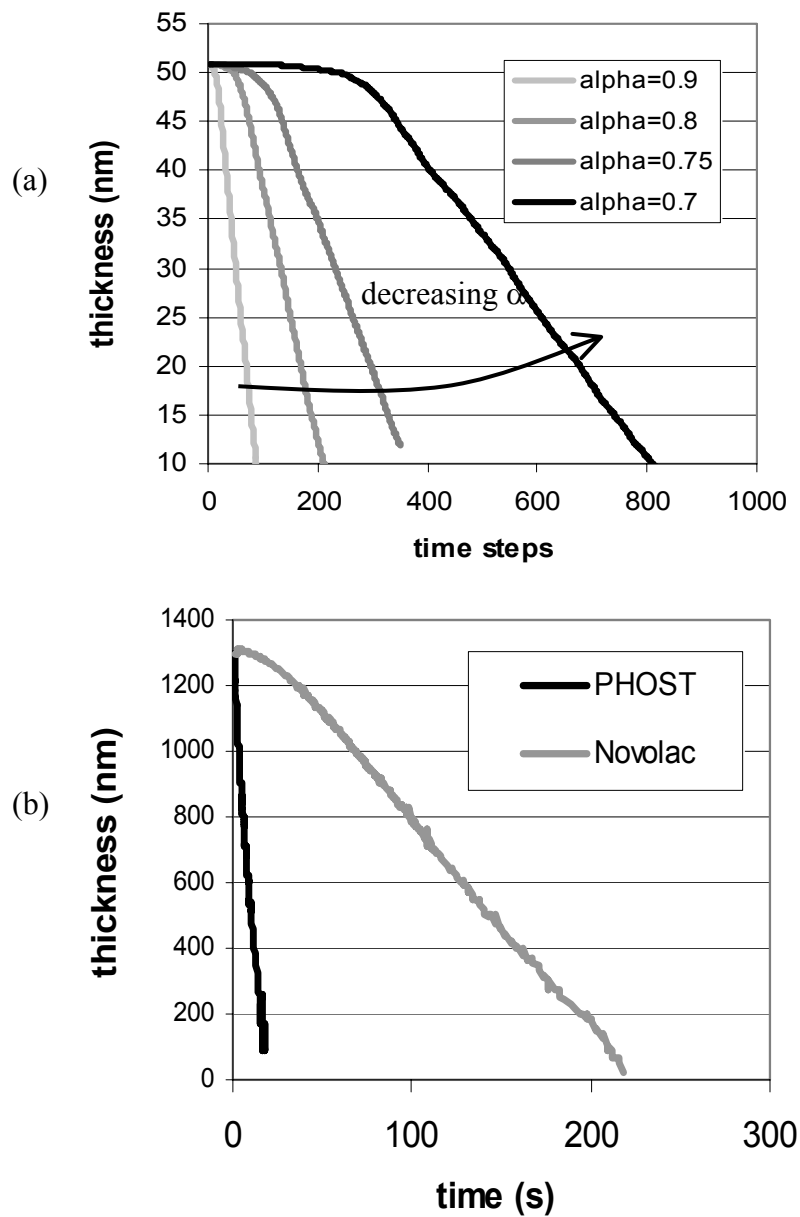 (a)
thickness (nm)
55
50
45
40
35
30
25
20
15
10
alpha=0.9
alpha=0.8
alpha=0.75
alpha=0.7
decreasing α
0
200
400
600
800
1000
time steps
(b)
thickness (nm)
1400
1200
1000
800
600
400
200
0
PHOST
Novolac
0
100
200
300
time (s)